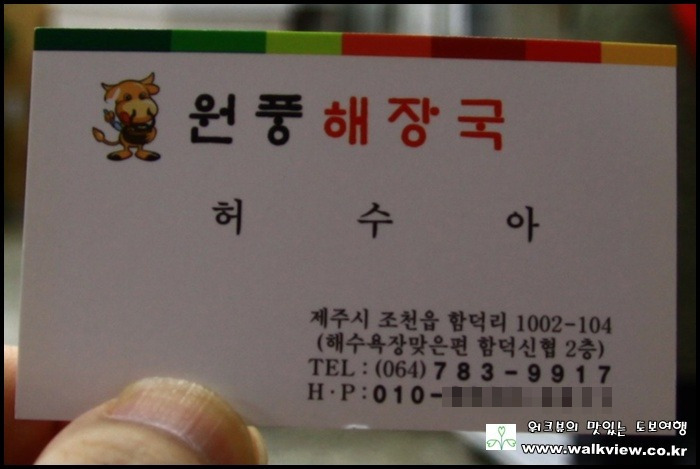 원풍 해장국
허 수 아
제주시 조천읍 함덕리 1002-104
(해수욕장맞은편 함덕신협 2층)
TEL : (064) 783-9917
H·P : 010-
워크뷰의 맛있는 도보여행
www.walkview.co.kr